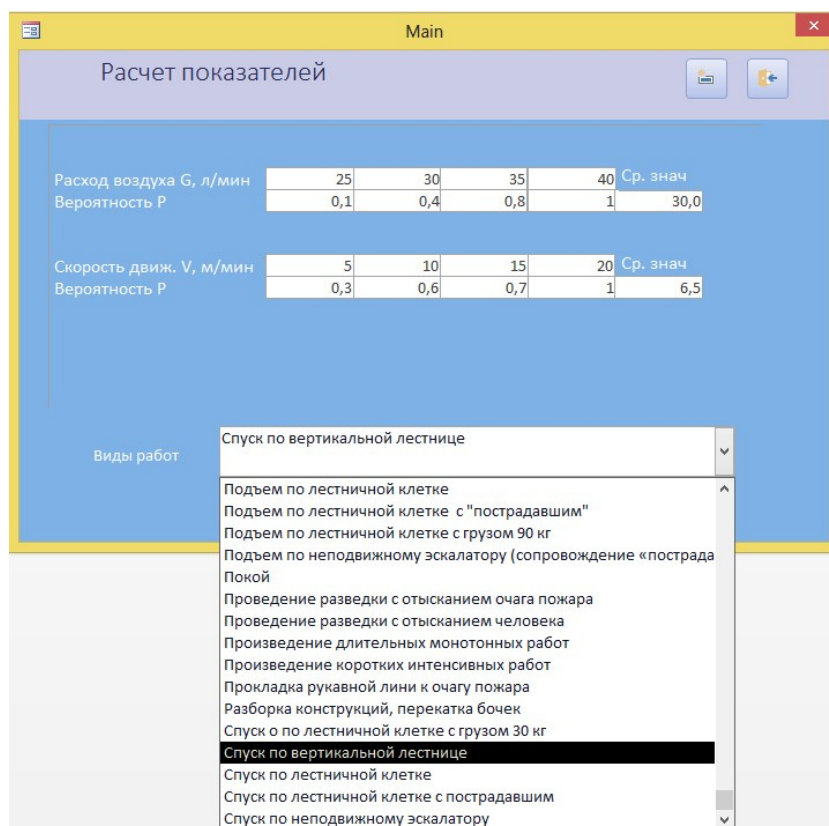 Main
Расчет показателей
Расход воздуха G, л/мин 25 30 35 40 Ср. знач
Вероятность P 0,1 0,4 0,8 1 30,0
Скорость движ. V, м/мин 5 10 15 20 Ср. знач
Вероятность P 0,3 0,6 0,7 1 6,5
Виды работ Спуск по вертикальной лестнице
Подъем по лестничной клетке
Подъем по лестничной клетке с "пострадавшим"
Подъем по лестничной клетке с грузом 90 кг
Подъем по неподвижному эскалатору (сопровождение «пострада
Покой
Проведение разведки с отысканием очага пожара
Проведение разведки с отысканием человека
Произведение длительных монотонных работ
Произведение коротких интенсивных работ
Прокладка рукавной лини к очагу пожара
Разборка конструкций, перекатка бочек
Спуск о по лестничной клетке с грузом 30 кг
Спуск по вертикальной лестнице
Спуск по лестничной клетке
Спуск по лестничной клетке с пострадавшим
Спуск по неподвижному эскалатору